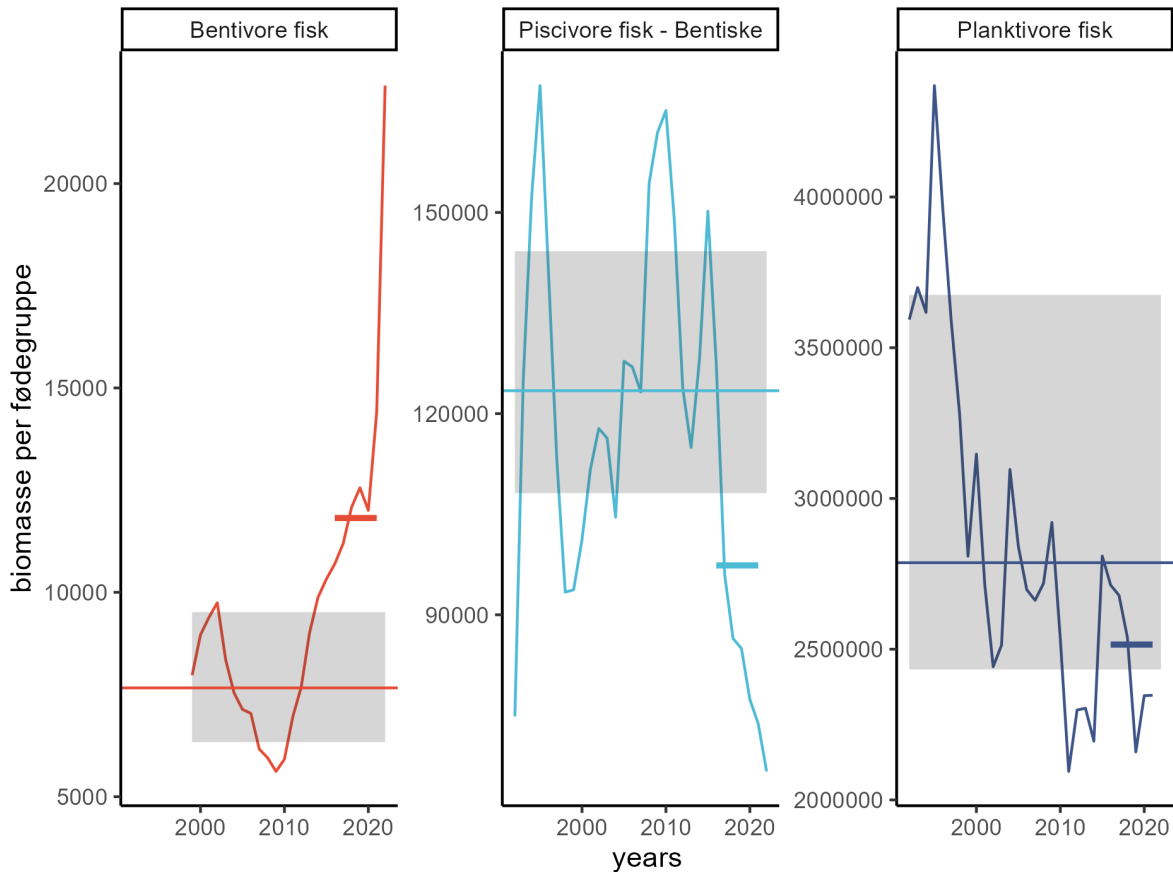 Bentivore fisk
Piscivore fisk - Bentiske
Planktivore fisk
biomasse per fødegruppe
20000
15000
10000
5000
150000
120000
90000
4000000
3500000
3000000
2500000
2000000
2000 2010 2020
2000 2010 2020
2000 2010 2020
years